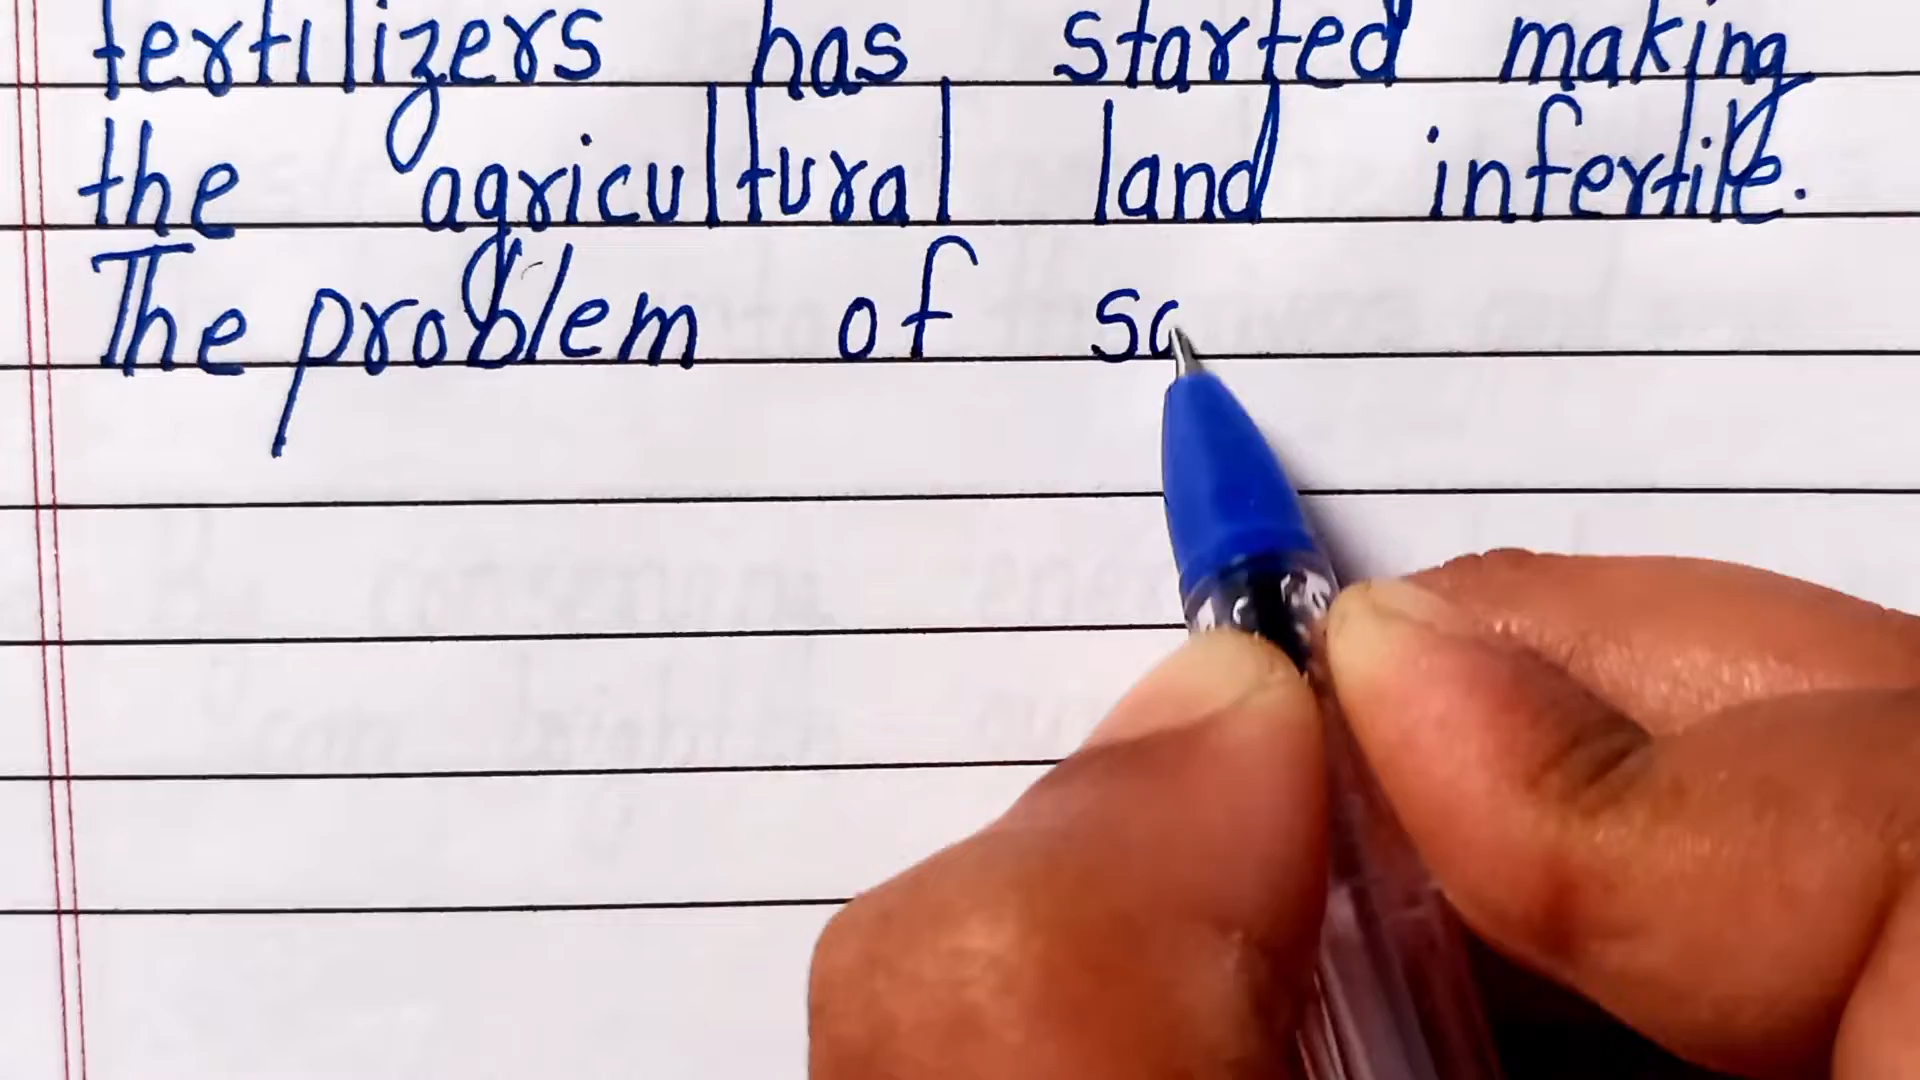 fertilizers has started making
the agricultural land infertile.
The problem of